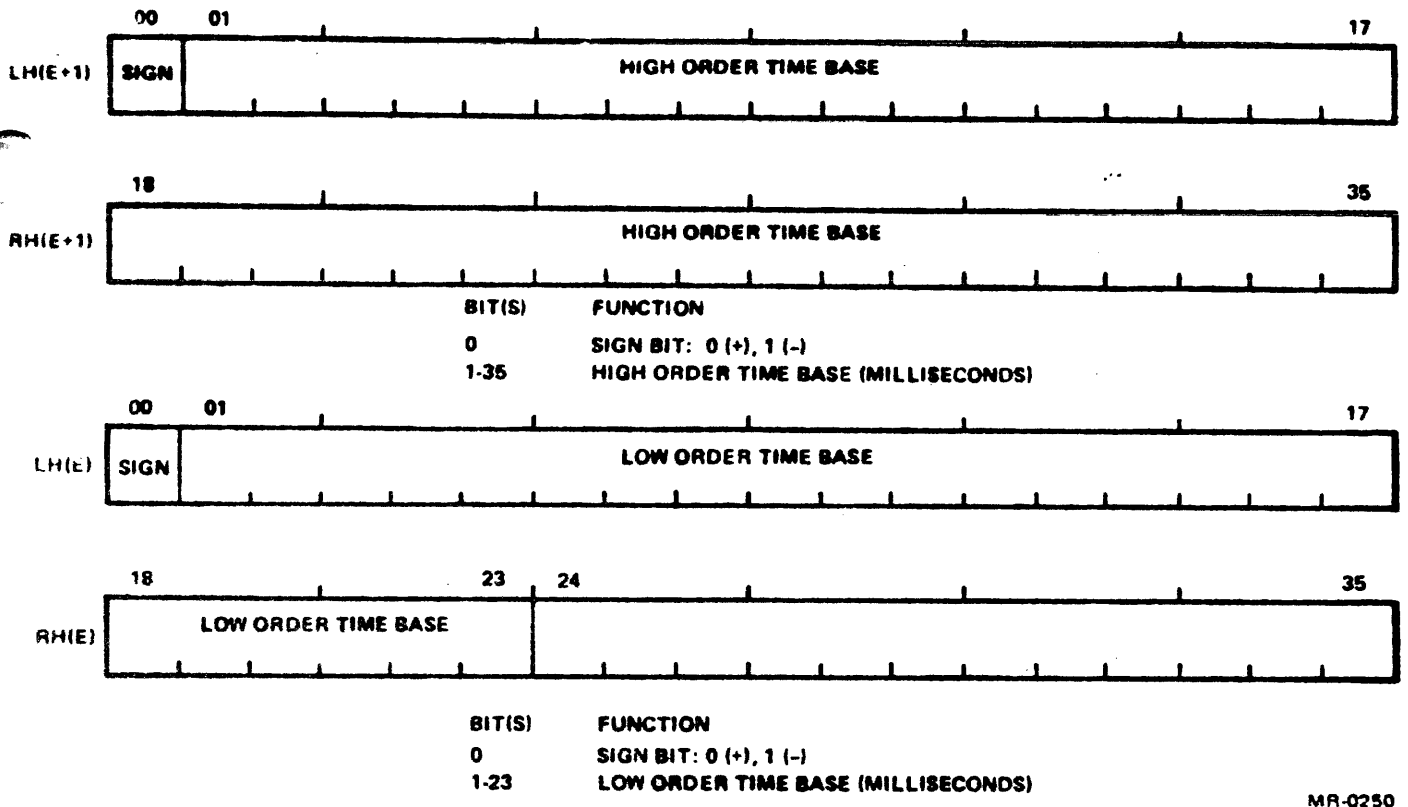 00 01 17
LH(E+1) SIGN HIGH ORDER TIME BASE
18 35
RH(E+1) HIGH ORDER TIME BASE
BIT(S) FUNCTION
0 SIGN BIT: 0 (+), 1 (-)
1-35 HIGH ORDER TIME BASE (MILLISECONDS)
00 01 17
LH(E) SIGN LOW ORDER TIME BASE
18 23 24 35
RH(E) LOW ORDER TIME BASE
BIT(S) FUNCTION
0 SIGN BIT: 0 (+), 1 (-)
1-23 LOW ORDER TIME BASE (MILLISECONDS)
MR-0250